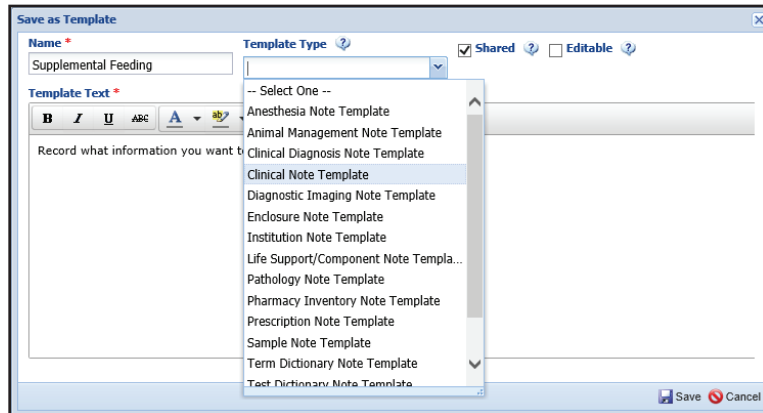 Save as Template
Name * Template Type Shared Editable
Supplemental Feeding
Template Text *
-- Select One --
Anesthesia Note Template
B I U ABC A ab
Animal Management Note Template
Record what information you want t
Clinical Diagnosis Note Template
Clinical Note Template
Diagnostic Imaging Note Template
Enclosure Note Template
Institution Note Template
Life Support/Component Note Templa...
Pathology Note Template
Pharmacy Inventory Note Template
Prescription Note Template
Sample Note Template
Term Dictionary Note Template
Test Dictionary Note Template
Save Cancel